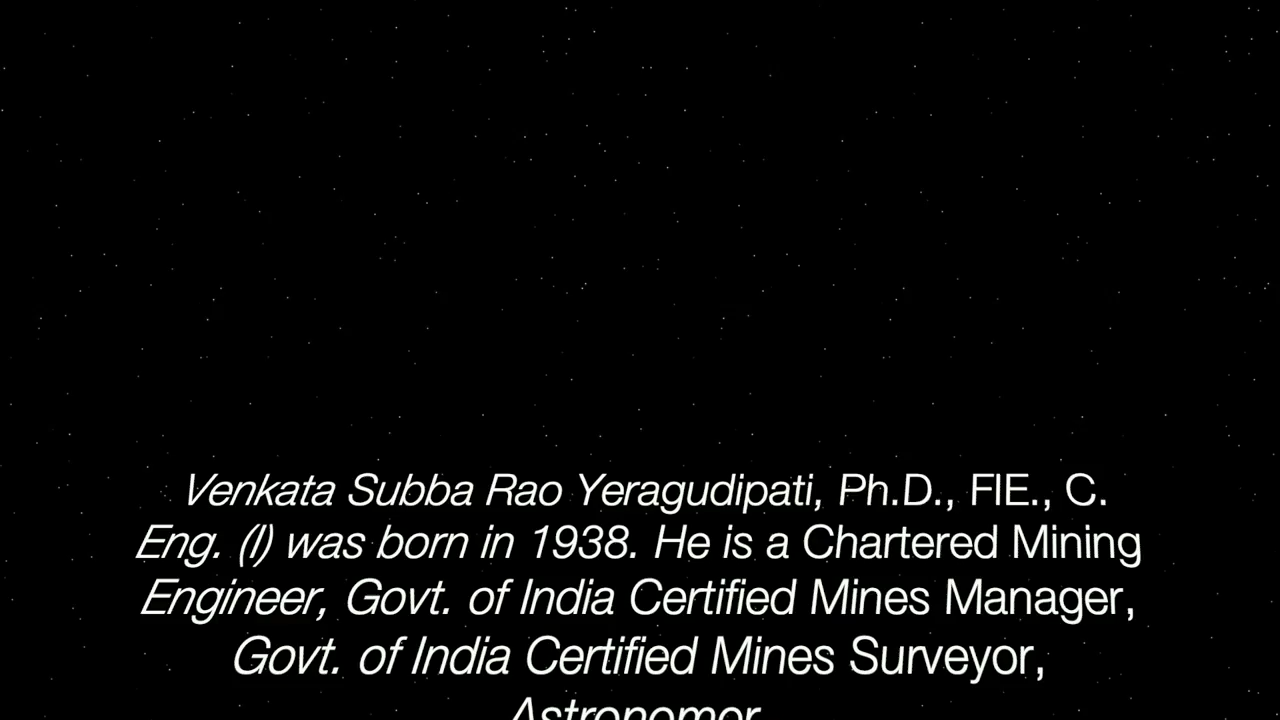 Venkata Subba Rao Yeragudipati, Ph.D., FIE., C.
Eng. (I) was born in 1938. He is a Chartered Mining
Engineer, Govt. of India Certified Mines Manager,
Govt. of India Certified Mines Surveyor,
Astronomer